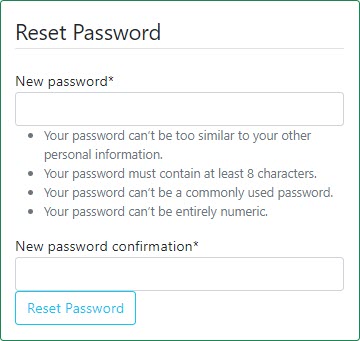 Reset Password
New password*
Your password can't be too similar to your other
personal information.
Your password must contain at least 8 characters.
Your password can't be a commonly used password.
Your password can't be entirely numeric.
New password confirmation*
Reset Password